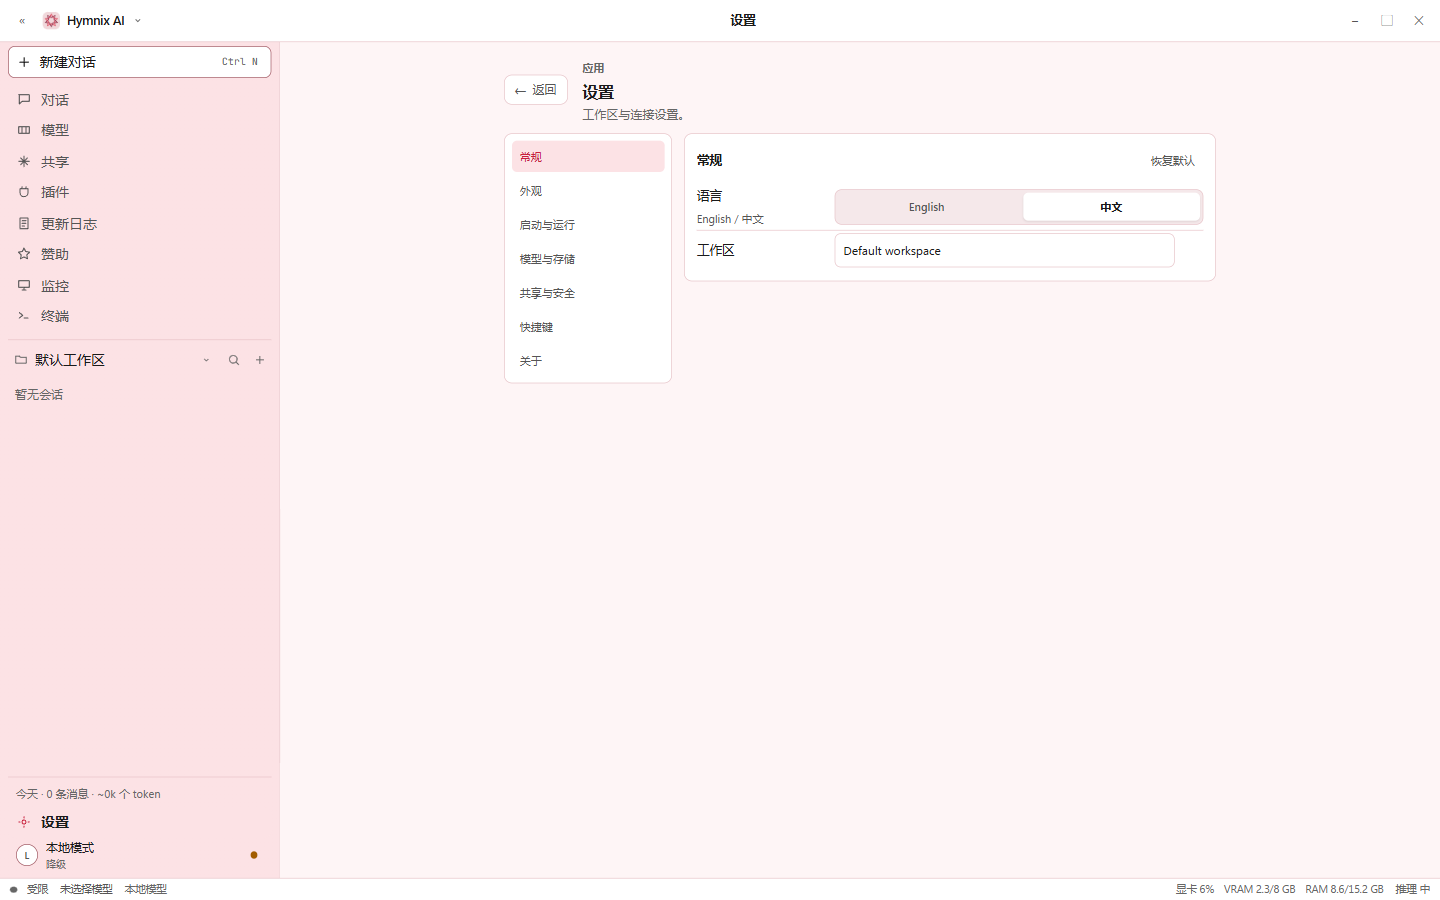 « Hymnix AI
设置
新建对话 Ctrl N
对话
模型
共享
插件
更新日志
赞助
监控
终端
默认工作区
暂无会话
今天 · 0 条消息 · ~0k 个 token
设置
L 本地模式
降级
应用
← 返回
设置
工作区与连接设置。
常规
外观
启动与运行
模型与存储
共享与安全
快捷键
关于
常规 恢复默认
语言
English / 中文
English 中文
工作区 Default workspace
受限 未选择模型 本地模型
显卡 6% VRAM 2.3/8 GB RAM 8.6/15.2 GB 推理 中